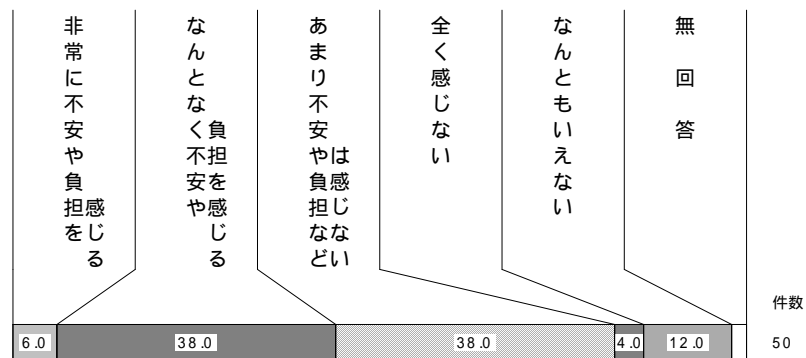 非常に不安や負担を
感じる
なんとなく不安や
負担を感じる
あまり不安や負担など
は感じない
全く感じない
なんともいえない
無回答
件数
6.0
38.0
38.0
4.0
12.0
50